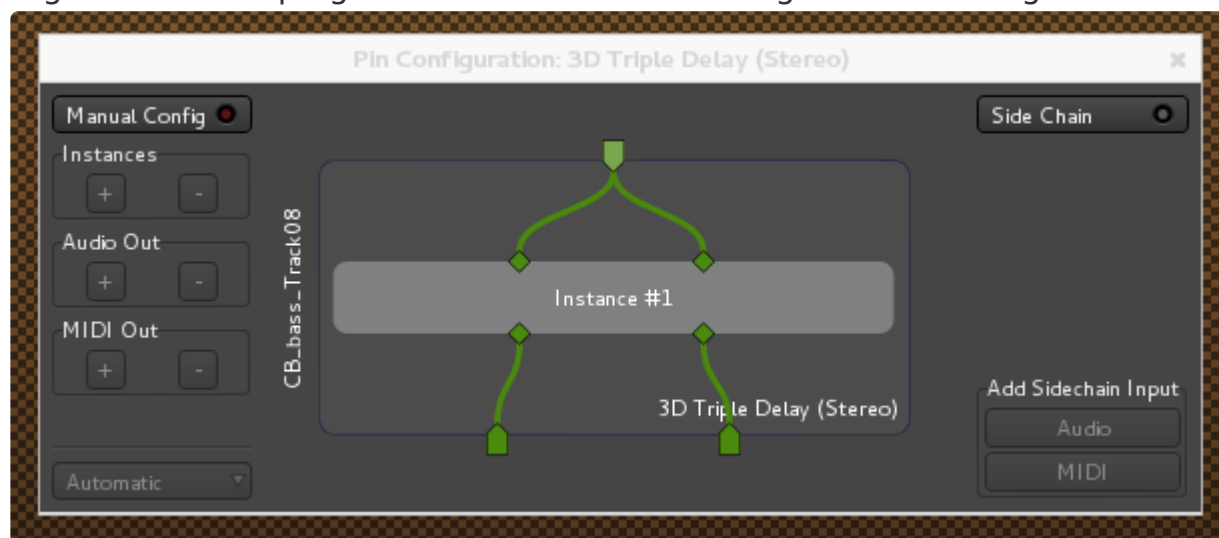 Pin Configuration: 3D Triple Delay (Stereo)
Manual Config
Side Chain
Instances
+ -
Audio Out
+ -
MIDI Out
+ -
Automatic
CB_bass_Track08
Instance #1
3D Triple Delay (Stereo)
Add Sidechain Input
Audio
MIDI